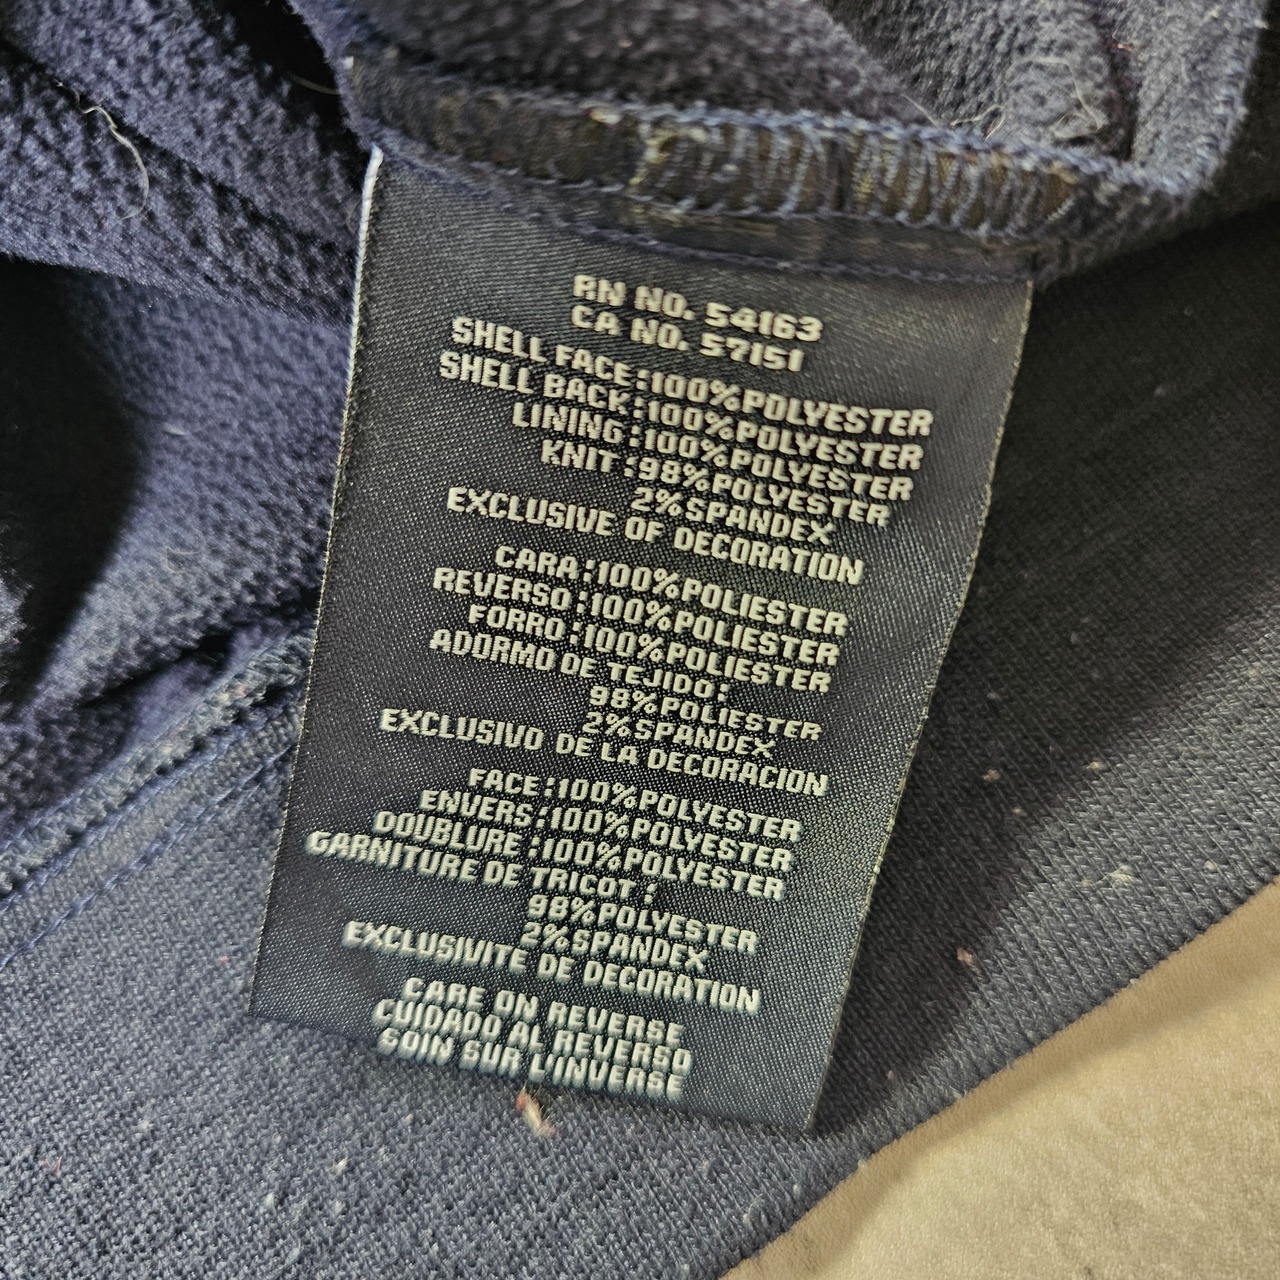 RN NO. 54163
CA NO. 57151
SHELL FACE:100%POLYESTER
SHELL BACK:100%POLYESTER
LINING:100%POLYESTER
KNIT:98%POLYESTER
2%SPANDEX
EXCLUSIVE OF DECORATION
CARA:100%POLIESTER
REVERSO:100%POLIESTER
FORRO:100%POLIESTER
ADORMO DE TEJIDO:
98%POLIESTER
2%SPANDEX
EXCLUSIVO DE LA DECORACION
FACE:100%POLYESTER
ENVERS:100%POLYESTER
DOUBLURE:100%POLYESTER
GARNITURE DE TRICOT:
98%POLYESTER
2%SPANDEX
EXCLUSIVITE DE DECORATION
CARE ON REVERSE
CUIDADO AL REVERSO
SOIN SUR L'INVERSE